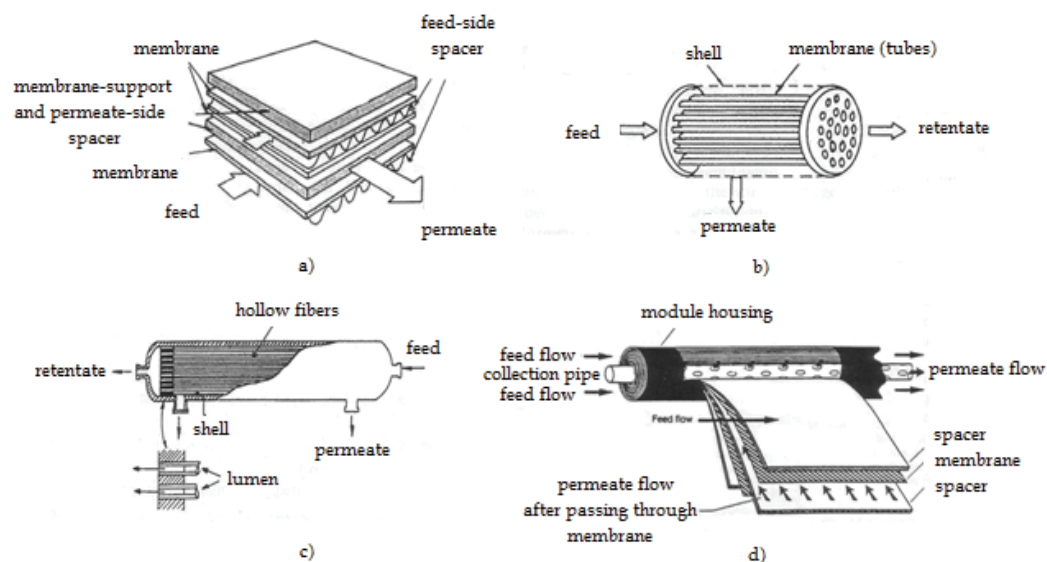 membrane
feed-side
spacer
membrane-support
and permeate-side
spacer
membrane
feed
permeate
a)
shell
membrane (tubes)
feed
retentate
permeate
b)
hollow fibers
feed
retentate
shell
permeate
lumen
c)
module housing
feed flow
collection pipe
feed flow
permeate flow
Feed flow
spacer
membrane
spacer
permeate flow
after passing through
membrane
d)